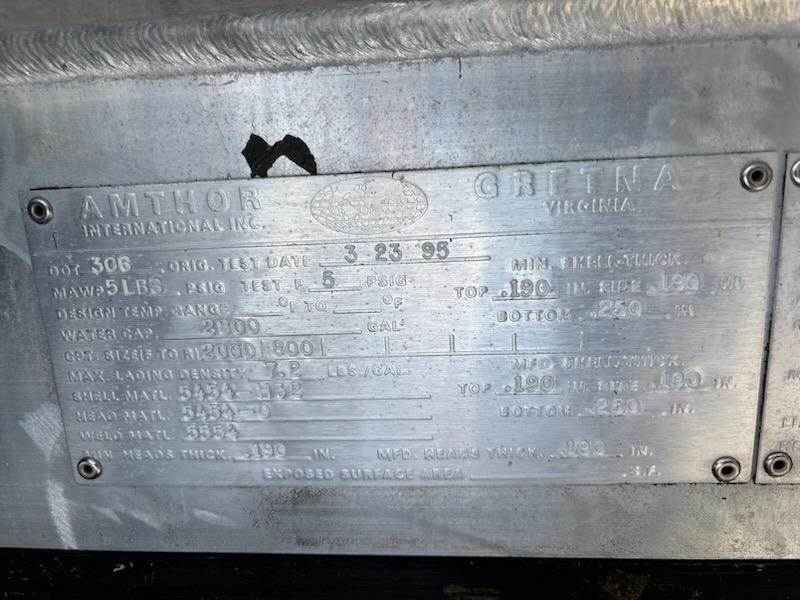 AMTHOR GRETNA
INTERNATIONAL INC. VIRGINIA
DOT 306 ORIG. TEST DATE 3 23 95 MIN. SHELL-THICK.
MAWP 5 LBS PSIG TEST P. 5 PSIG TOP .190 IN. SIDE .190 IN.
DESIGN TEMP. RANGE °F TO °F BOTTOM .250 IN
WATER CAP. 2800 GAL.
CPT. SIZE (F TO R) 2000 800
MAX. LADING DENSITY 7.2 LBS/GAL. MFD. SHELL-THICK.
SHELL MATL. 5454-H32 TOP .190 IN. SIDE .190 IN.
HEAD MATL. 5454-0 BOTTOM .250 IN.
WELD MATL. 5554
MIN HEADS THICK. .190 IN. MFD. HEADS THICK. .190 IN.
EXPOSED SURFACE AREA S.F.